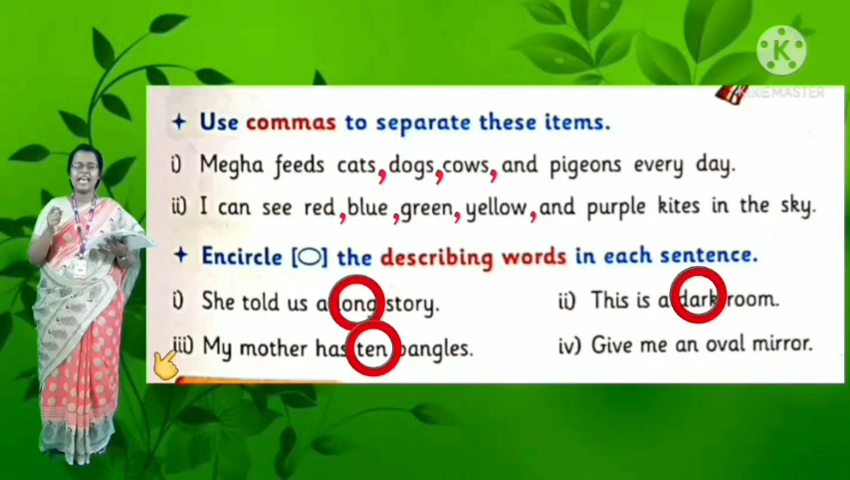 K
KINEMASTER
Use commas to separate these items.
i) Megha feeds cats, dogs, cows, and pigeons every day.
ii) I can see red, blue, green, yellow, and purple kites in the sky.
Encircle [O] the describing words in each sentence.
i) She told us a long story.
ii) This is a dark room.
iii) My mother has ten bangles.
iv) Give me an oval mirror.